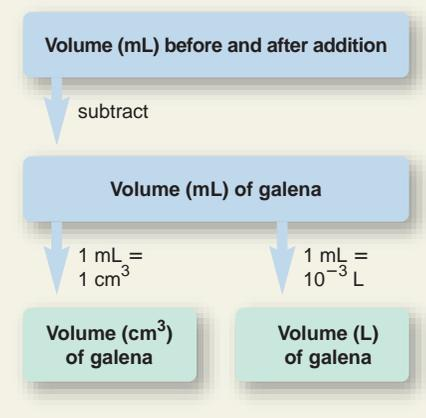 Volume (mL) before and after addition
subtract
Volume (mL) of galena
1 mL =
1 cm³
1 mL =
10⁻³ L
Volume (cm³)
of galena
Volume (L)
of galena